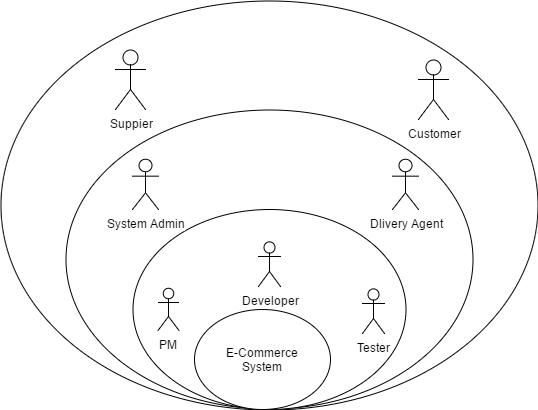 Suppier
Customer
System Admin
Dlivery Agent
Developer
PM
Tester
E-Commerce
System